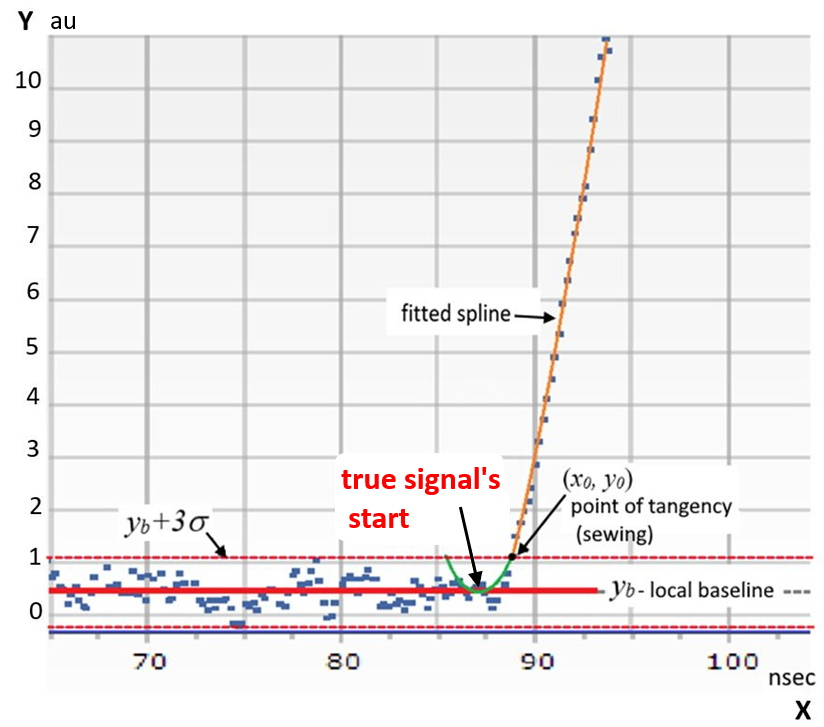 Y au
10
9
8
7
6
fitted spline
5
4
3
true signal's
start
(x0, y0)
point of tangency
(sewing)
2
yb+3σ
1
yb - local baseline
0
70 80 90 100
nsec
X